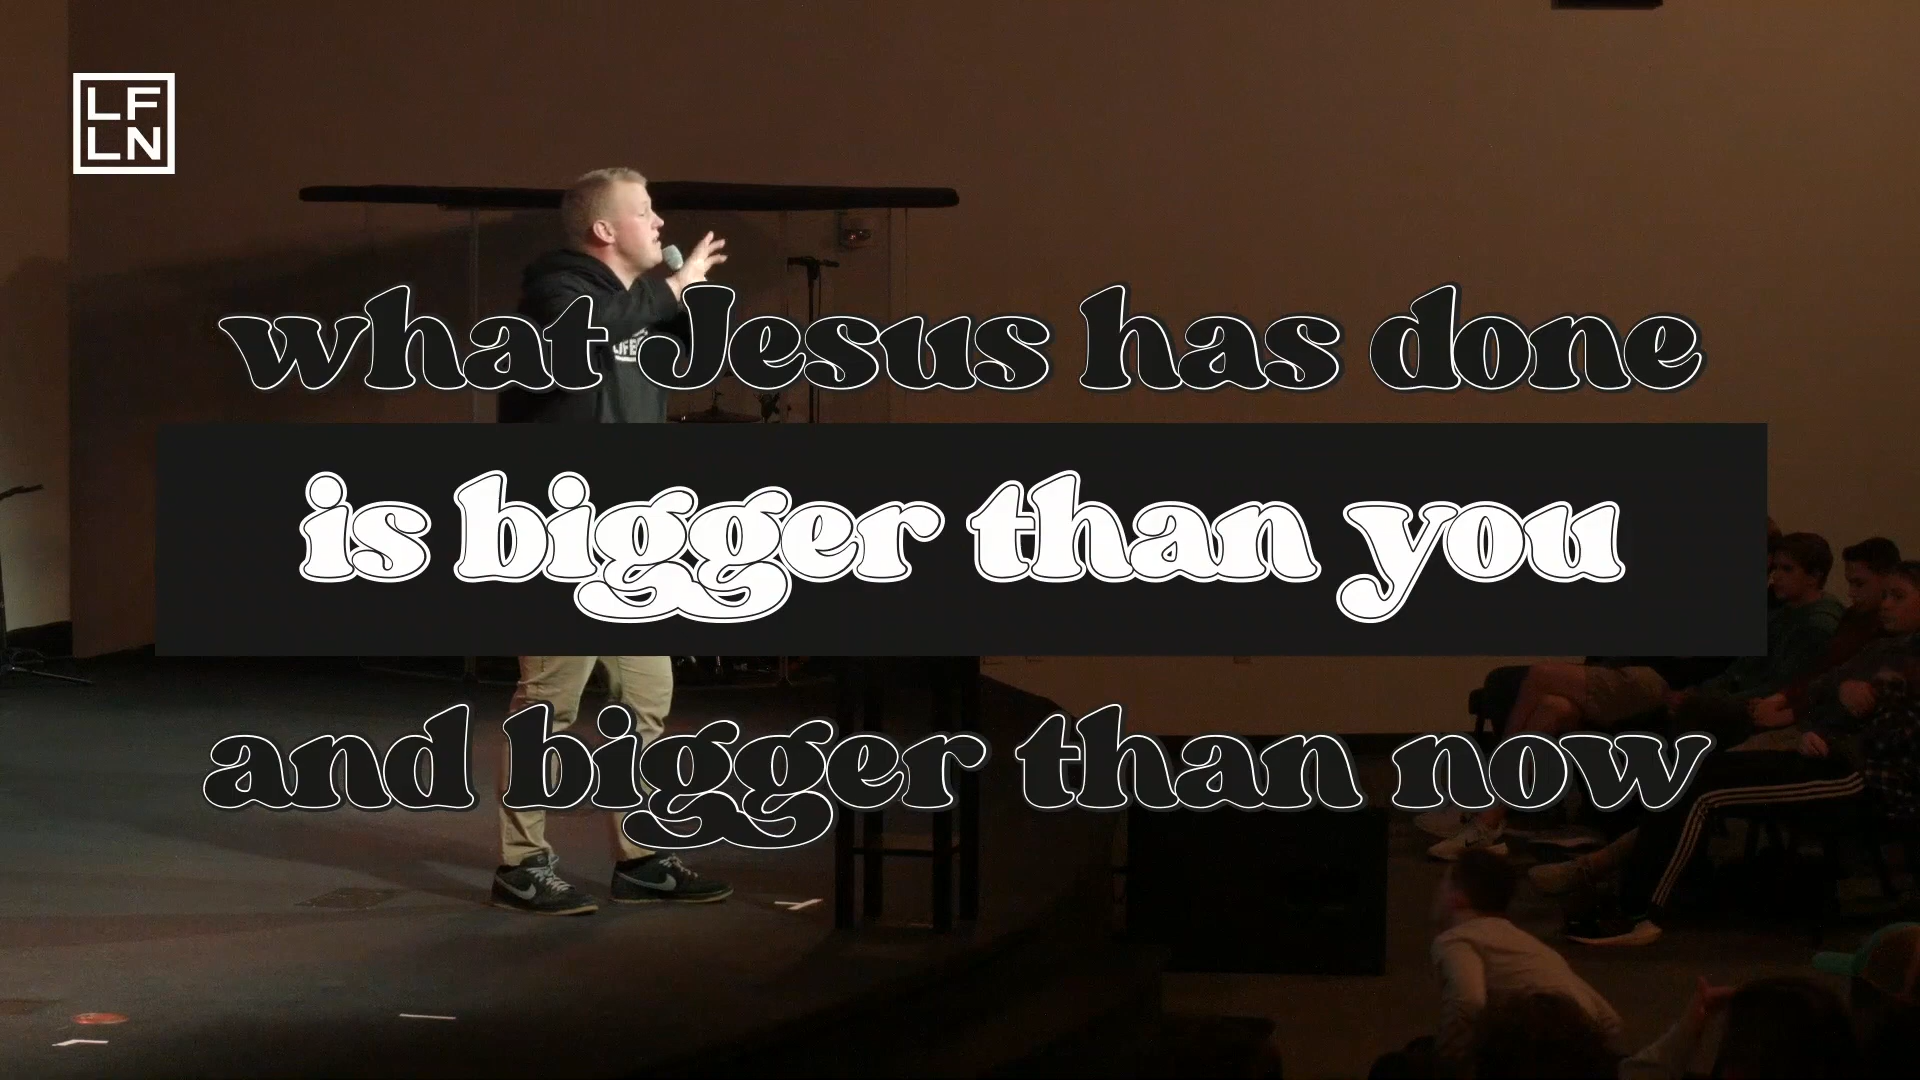 LF
LN
what Jesus has done
is bigger than you
and bigger than now